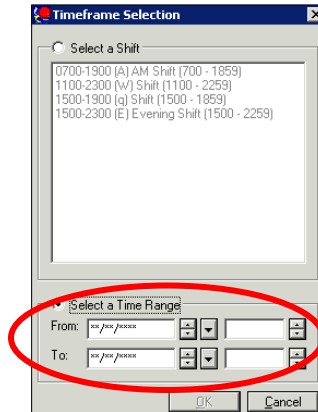 Timeframe Selection
Select a Shift
0700-1900 (A) AM Shift (700 - 1859)
1100-2300 (W) Shift (1100 - 2259)
1500-1900 (q) Shift (1500 - 1859)
1500-2300 (E) Evening Shift (1500 - 2259)
Select a Time Range
From: **/**/****
To: **/**/****
OK Cancel